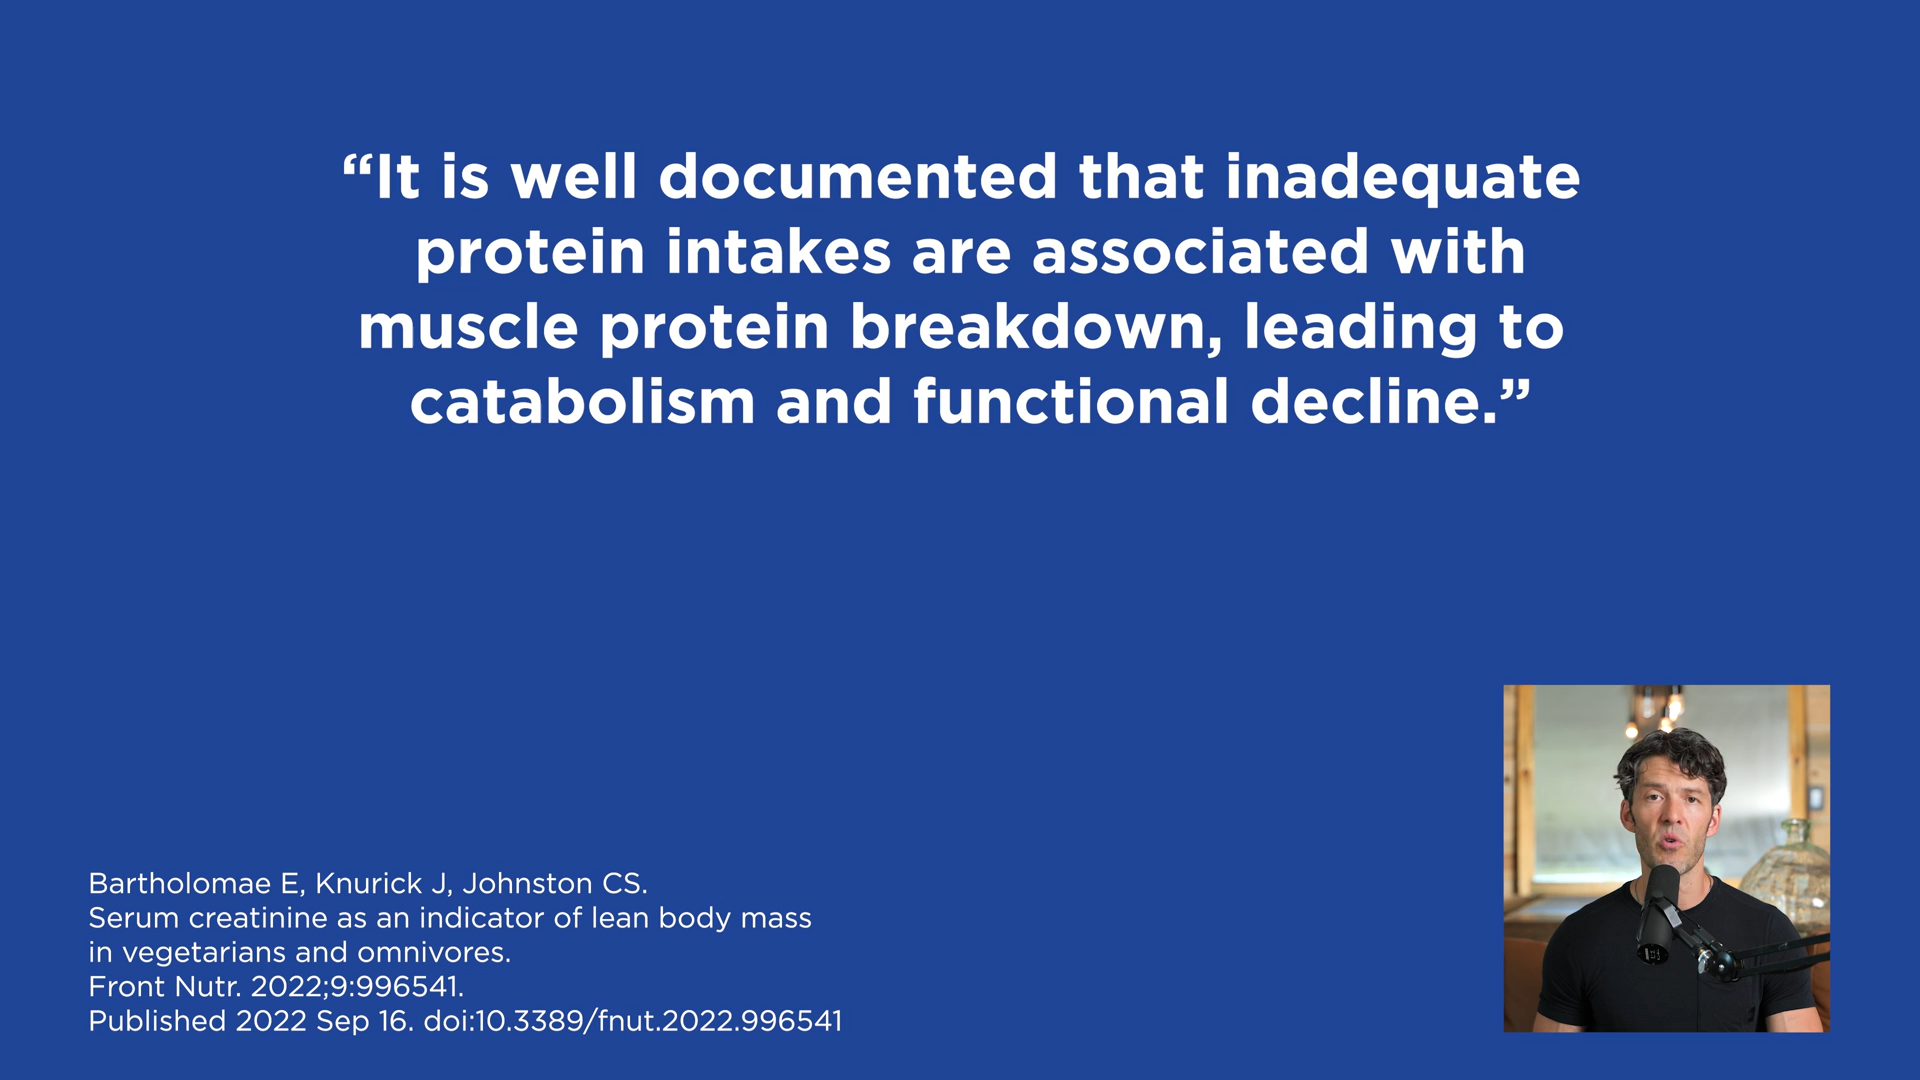 “It is well documented that inadequate
protein intakes are associated with
muscle protein breakdown, leading to
catabolism and functional decline.”
Bartholomae E, Knurick J, Johnston CS.
Serum creatinine as an indicator of lean body mass
in vegetarians and omnivores.
Front Nutr. 2022;9:996541.
Published 2022 Sep 16. doi:10.3389/fnut.2022.996541